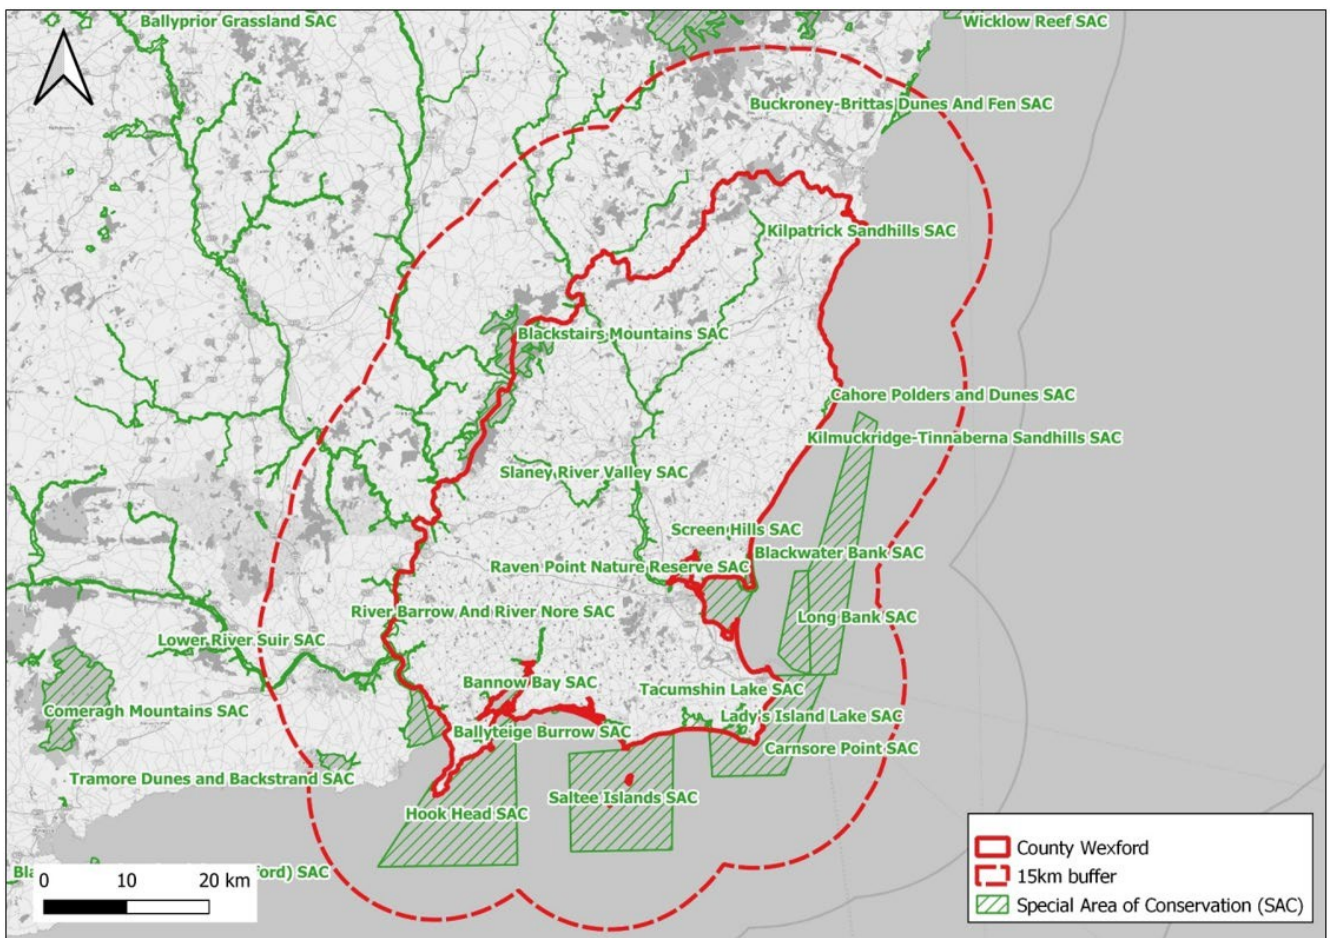 Ballyprior Grassland SAC
Wicklow Reef SAC
Buckroney-Brittas Dunes And Fen SAC
Kilpatrick Sandhills SAC
Blackstairs Mountains SAC
Cahore Polders and Dunes SAC
Kilmuckridge-Tinnaberna Sandhills SAC
Slaney River Valley SAC
Screen Hills SAC
Blackwater Bank SAC
Raven Point Nature Reserve SAC
River Barrow And River Nore SAC
Long Bank SAC
Lower River Suir SAC
Bannow Bay SAC
Tacumshin Lake SAC
Comeragh Mountains SAC
Lady's Island Lake SAC
Ballyteige Burrow SAC
Carnsore Point SAC
Tramore Dunes and Backstrand SAC
Saltee Islands SAC
Hook Head SAC
Bla
ford) SAC
0 10 20 km
County Wexford
15km buffer
Special Area of Conservation (SAC)